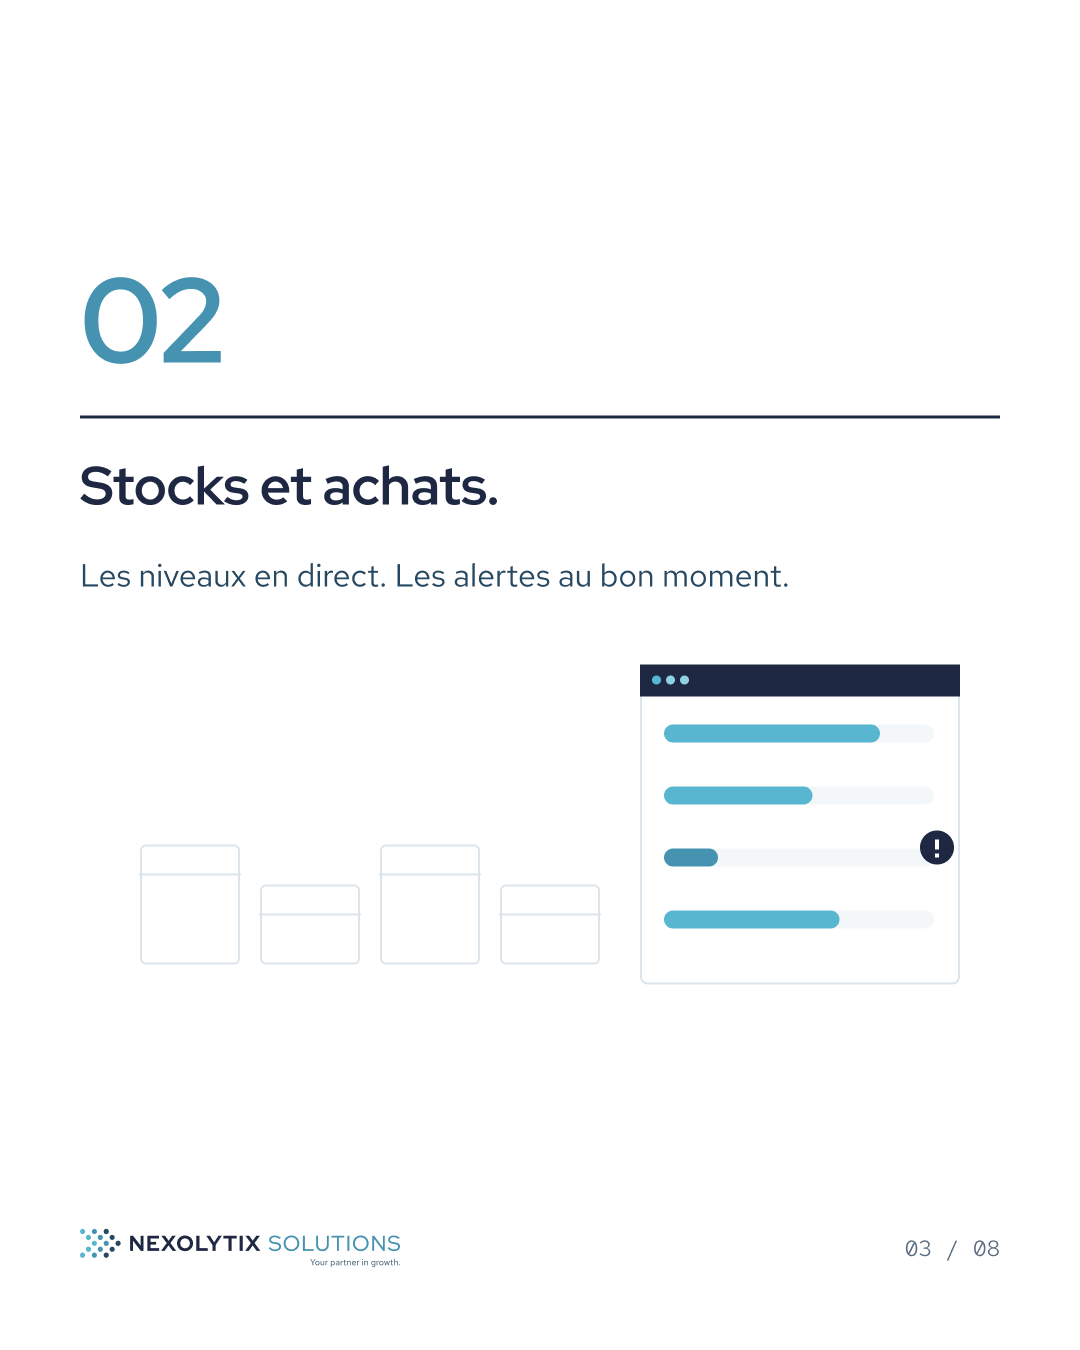 02
Stocks et achats.
Les niveaux en direct. Les alertes au bon moment.
!
NEXOLYTIX SOLUTIONS
Your partner in growth.
03 / 08